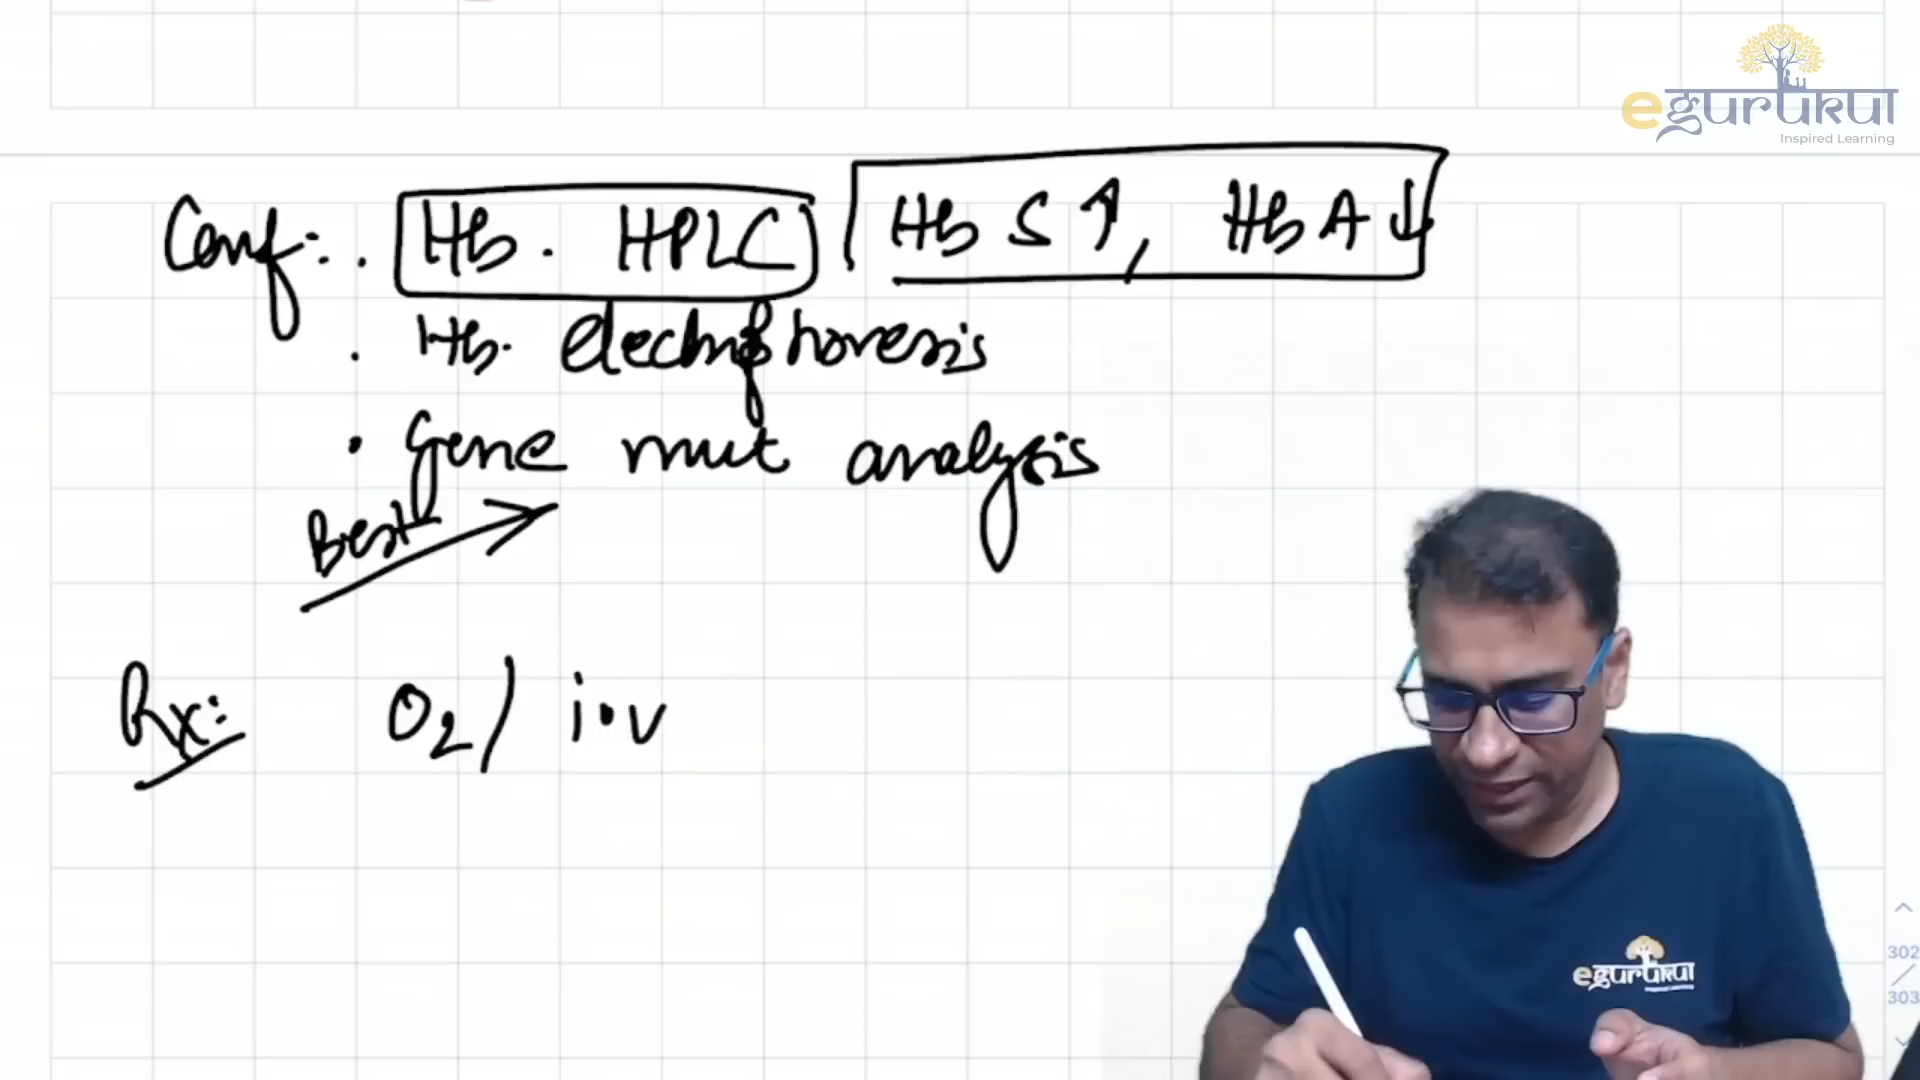 egurukul
Inspired Learning
Conf:- . Hb. HPLC Hb S ↑, Hb A ↓
. Hb. electrophoresis
. Gene mut analysis
Best
Rx:- O2 / i.v
egurukul
302
303